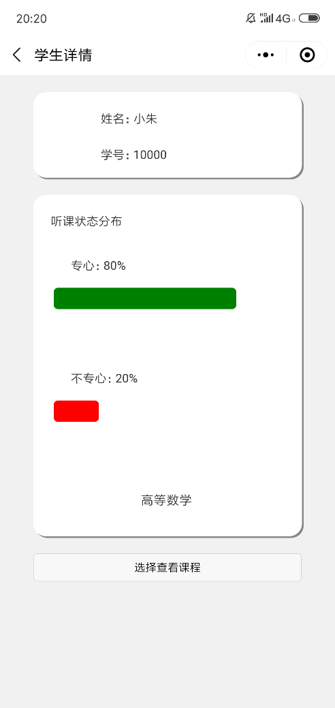 20:20
4G
学生详情
姓名：小朱
学号：10000
听课状态分布
专心：80%
不专心：20%
高等数学
选择查看课程